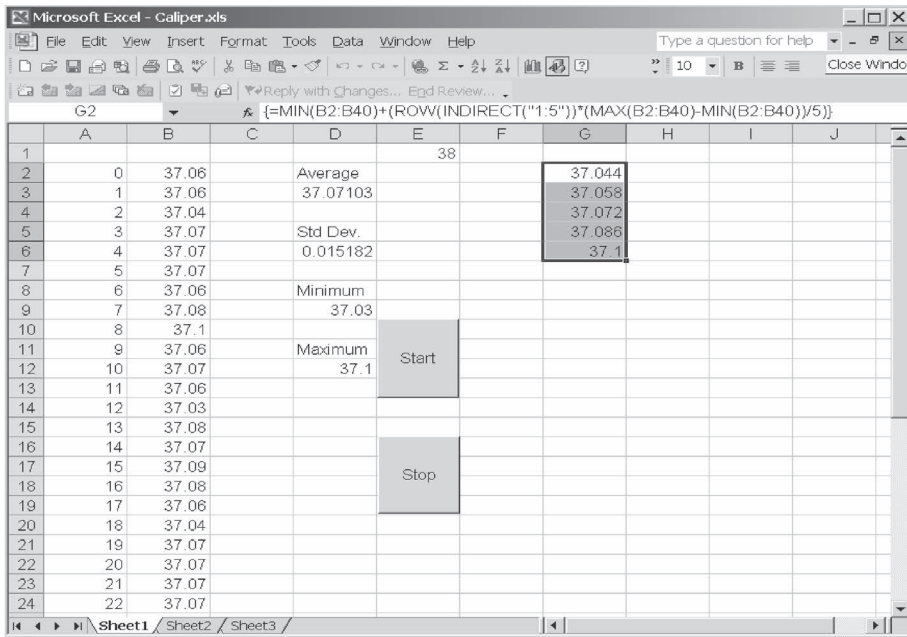 Microsoft Excel - Caliper.xls
File Edit View Insert Format Tools Data Window Help Type a question for help
10 B Close Windo
Reply with Changes... End Review...
G2 fx {=MIN(B2:B40)+(ROW(INDIRECT("1:5"))*(MAX(B2:B40)-MIN(B2:B40))/5)}
A B C D E F G H I J
1 38
2 0 37.06 Average 37.044
3 1 37.06 37.07103 37.058
4 2 37.04 37.072
5 3 37.07 Std Dev. 37.086
6 4 37.07 0.015182 37.1
7 5 37.07
8 6 37.06 Minimum
9 7 37.08 37.03
10 8 37.1
11 9 37.06 Maximum Start
12 10 37.07 37.1
13 11 37.06
14 12 37.03
15 13 37.08
16 14 37.07
17 15 37.09 Stop
18 16 37.08
19 17 37.06
20 18 37.04
21 19 37.07
22 20 37.07
23 21 37.07
24 22 37.07
Sheet1 Sheet2 Sheet3